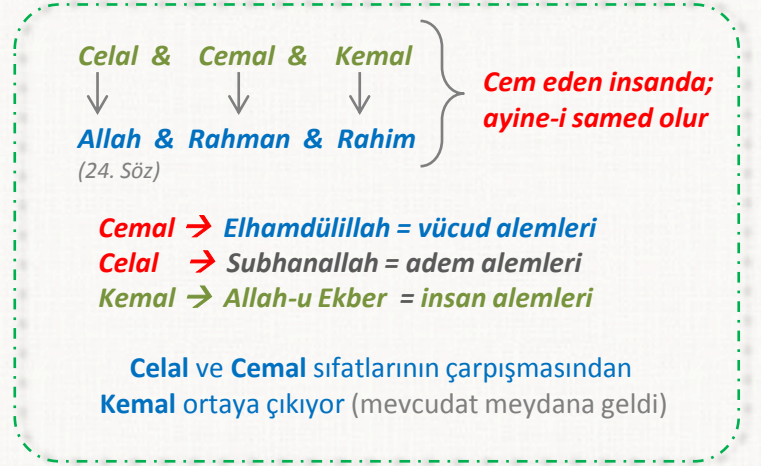 Celal & Cemal & Kemal
Allah & Rahman & Rahim
(24. Söz)
Cem eden insanda;
ayine-i samed olur
Cemal → Elhamdülillah = vücud alemleri
Celal → Subhanallah = adem alemleri
Kemal → Allah-u Ekber = insan alemleri
Celal ve Cemal sıfatlarının çarpışmasından
Kemal ortaya çıkıyor (mevcudat meydana geldi)